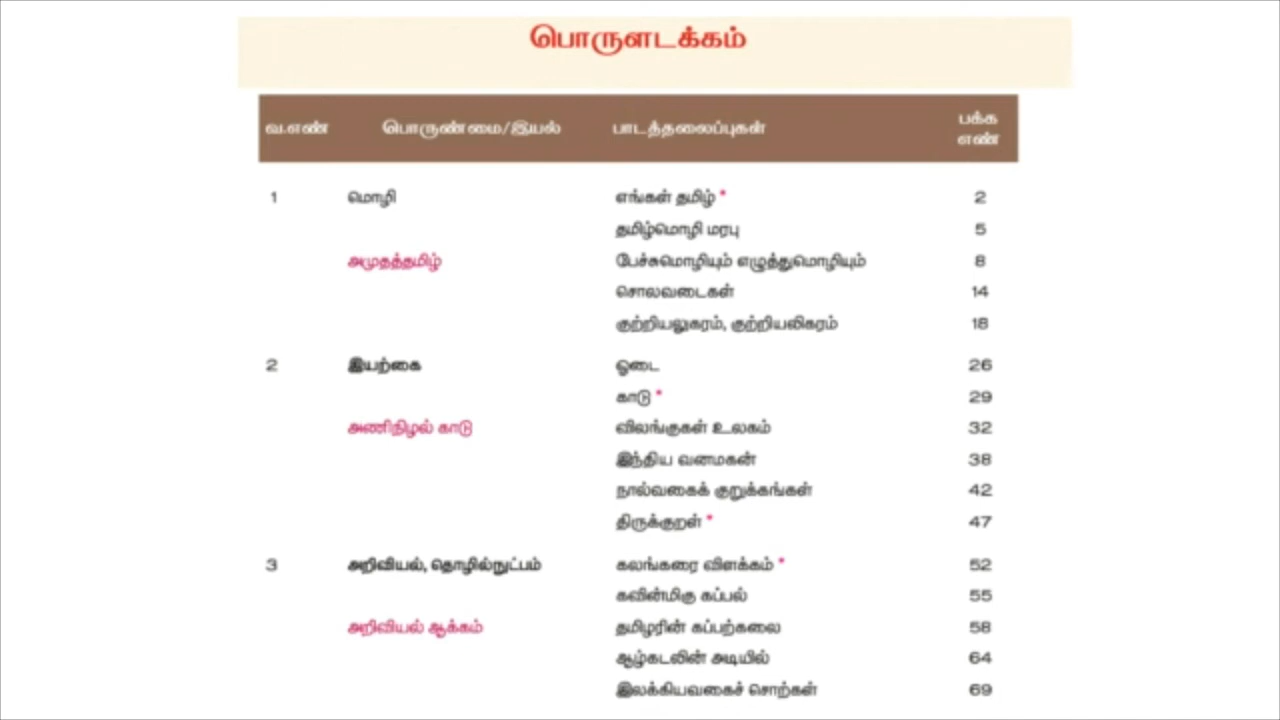 பொருளடக்கம்
வ.எண் பொருண்மை/இயல் பாடத்தலைப்புகள் பக்க எண்
1 மொழி எங்கள் தமிழ் * 2
தமிழ்மொழி மரபு 5
அமுதத்தமிழ் பேச்சுமொழியும் எழுத்துமொழியும் 8
சொலவடைகள் 14
குற்றியலுகரம், குற்றியலிகரம் 18
2 இயற்கை ஓடை 26
காடு * 29
அணிநிழல் காடு விலங்குகள் உலகம் 32
இந்திய வனமகன் 38
நால்வகைக் குறுக்கங்கள் 42
திருக்குறள் * 47
3 அறிவியல், தொழில்நுட்பம் கலங்கரை விளக்கம் * 52
கவின்மிகு கப்பல் 55
அறிவியல் ஆக்கம் தமிழரின் கப்பற்கலை 58
ஆழ்கடலின் அடியில் 64
இலக்கியவகைச் சொற்கள் 69